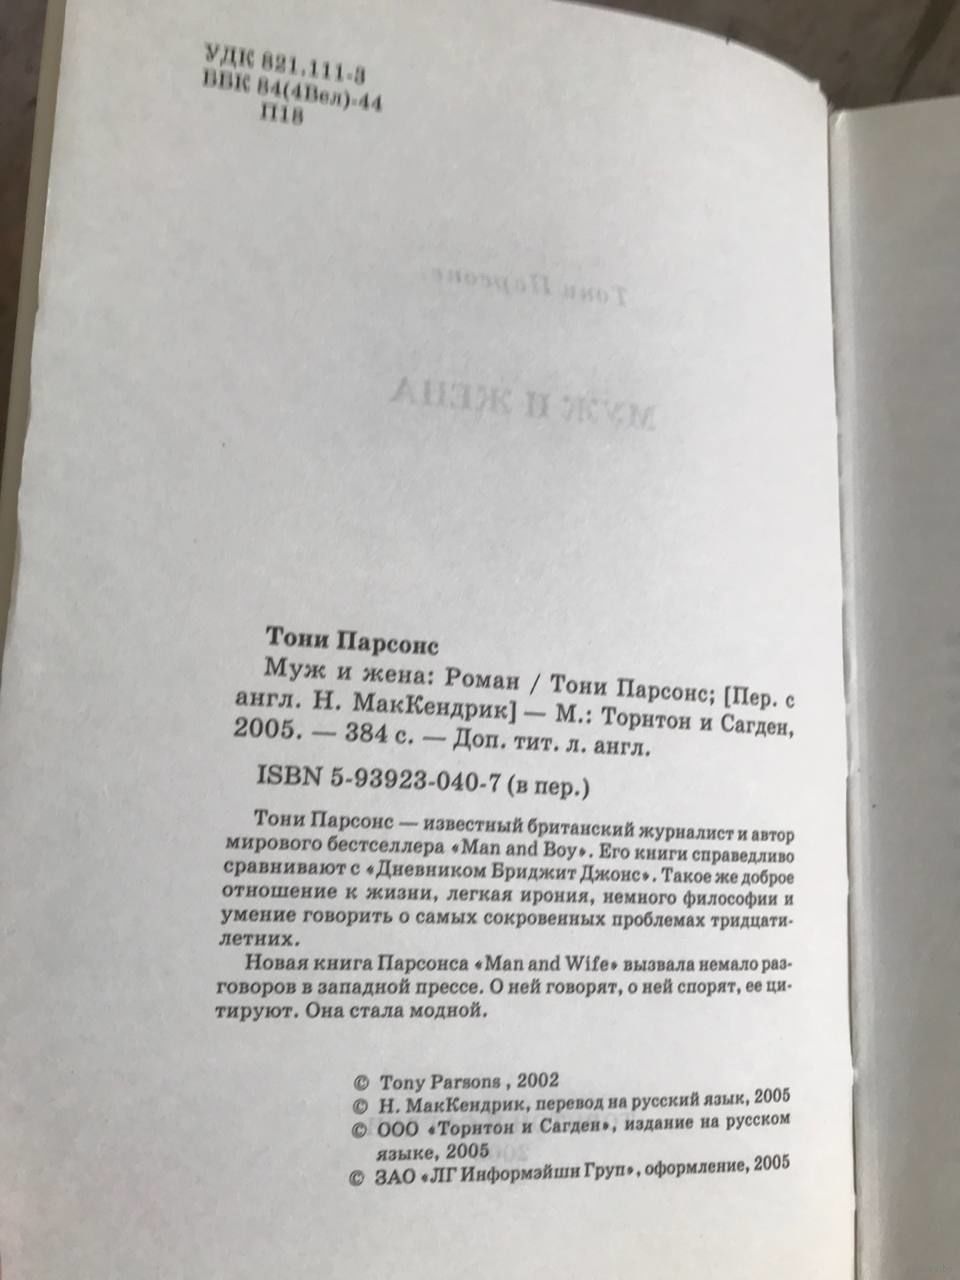 УДК 821.111-3
ББК 84(4Вел)-44
П18
Тони Парсонс
МУЖ И ЖЕНА
Тони Парсонс
Муж и жена: Роман / Тони Парсонс; [Пер. с
англ. Н. МакКендрик] — М.: Торнтон и Сагден,
2005. — 384 с. — Доп. тит. л. англ.
ISBN 5-93923-040-7 (в пер.)
Тони Парсонс — известный британский журналист и автор
мирового бестселлера «Man and Boy». Его книги справедливо
сравнивают с «Дневником Бриджит Джонс». Такое же доброе
отношение к жизни, легкая ирония, немного философии и
умение говорить о самых сокровенных проблемах тридцати-
летних.
Новая книга Парсонса «Man and Wife» вызвала немало раз-
говоров в западной прессе. О ней говорят, о ней спорят, ее ци-
тируют. Она стала модной.
© Tony Parsons , 2002
© Н. МакКендрик, перевод на русский язык, 2005
© ООО «Торнтон и Сагден», издание на русском
языке, 2005
© ЗАО «ЛГ Информэйшн Груп», оформление, 2005